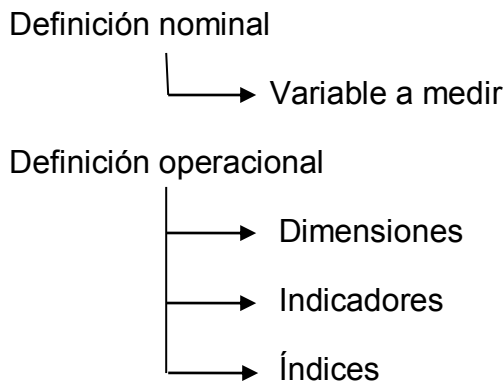 Definición nominal
Variable a medir
Definición operacional
Dimensiones
Indicadores
Índices